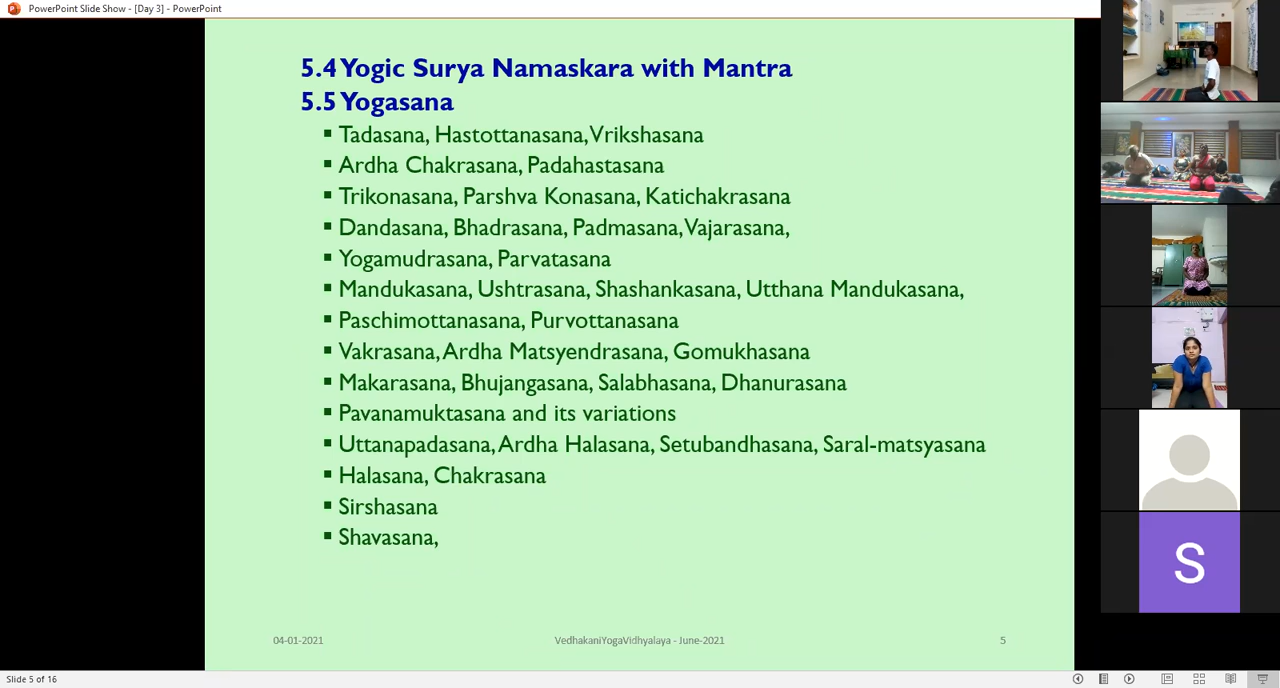 PowerPoint Slide Show - [Day 3] - PowerPoint
5.4 Yogic Surya Namaskara with Mantra
5.5 Yogasana
▪ Tadasana, Hastottanasana, Vrikshasana
▪ Ardha Chakrasana, Padahastasana
▪ Trikonasana, Parshva Konasana, Katichakrasana
▪ Dandasana, Bhadrasana, Padmasana, Vajarasana,
▪ Yogamudrasana, Parvatasana
▪ Mandukasana, Ushtrasana, Shashankasana, Utthana Mandukasana,
▪ Paschimottanasana, Purvottanasana
▪ Vakrasana, Ardha Matsyendrasana, Gomukhasana
▪ Makarasana, Bhujangasana, Salabhasana, Dhanurasana
▪ Pavanamuktasana and its variations
▪ Uttanapadasana, Ardha Halasana, Setubandhasana, Saral-matsyasana
▪ Halasana, Chakrasana
▪ Sirshasana
▪ Shavasana,
04-01-2021 VedhakaniYogaVidhyalaya - June-2021 5
S
Slide 5 of 16